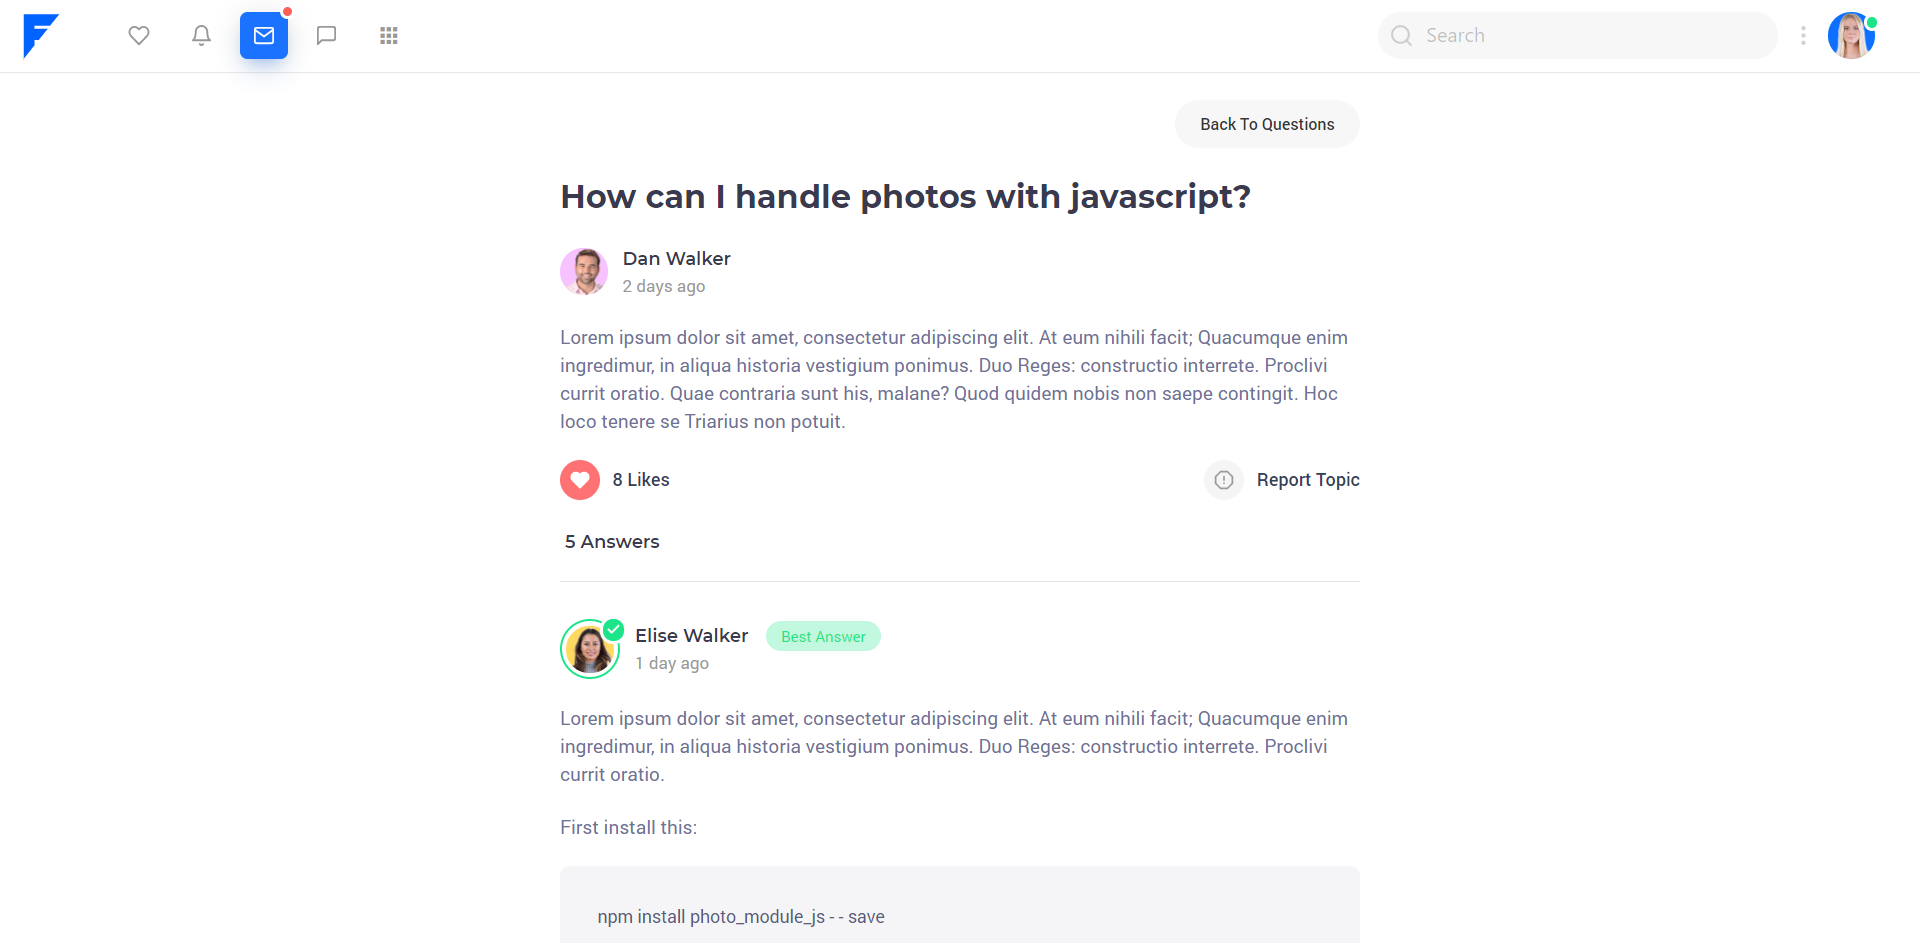 Search
Back To Questions
How can I handle photos with javascript?
Dan Walker
2 days ago
Lorem ipsum dolor sit amet, consectetur adipiscing elit. At eum nihili facit; Quacumque enim
ingredimur, in aliqua historia vestigium ponimus. Duo Reges: constructio interrete. Proclivi
currit oratio. Quae contraria sunt his, malane? Quod quidem nobis non saepe contingit. Hoc
loco tenere se Triarius non potuit.
8 Likes
Report Topic
5 Answers
Elise Walker
Best Answer
1 day ago
Lorem ipsum dolor sit amet, consectetur adipiscing elit. At eum nihili facit; Quacumque enim
ingredimur, in aliqua historia vestigium ponimus. Duo Reges: constructio interrete. Proclivi
currit oratio.
First install this:
npm install photo_module_js - - save